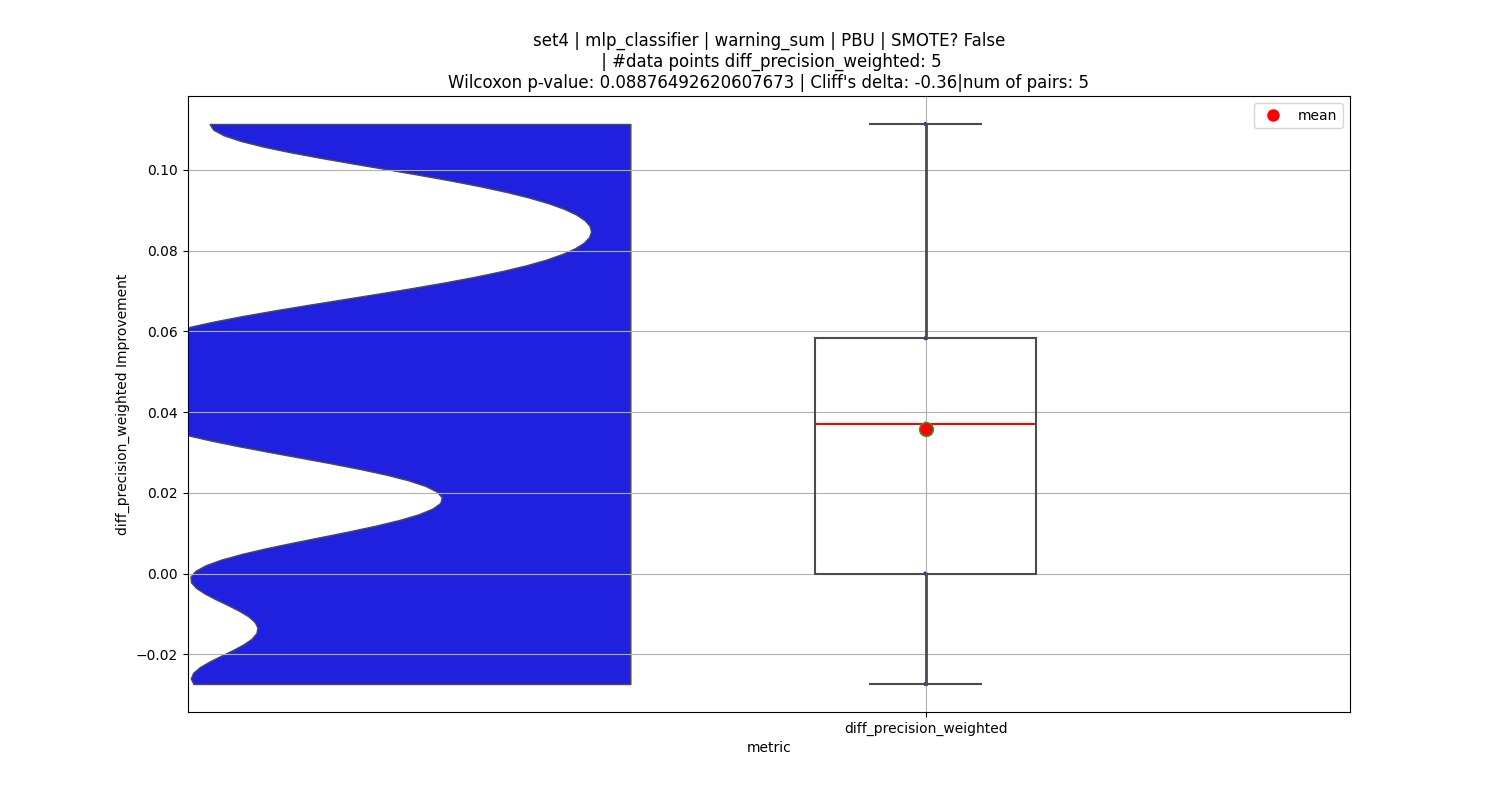 set4 | mlp_classifier | warning_sum | PBU | SMOTE? False
| #data points diff_precision_weighted: 5
Wilcoxon p-value: 0.08876492620607673 | Cliff's delta: -0.36|num of pairs: 5
mean
0.10
0.08
0.06
0.04
0.02
0.00
−0.02
diff_precision_weighted Improvement
diff_precision_weighted
metric